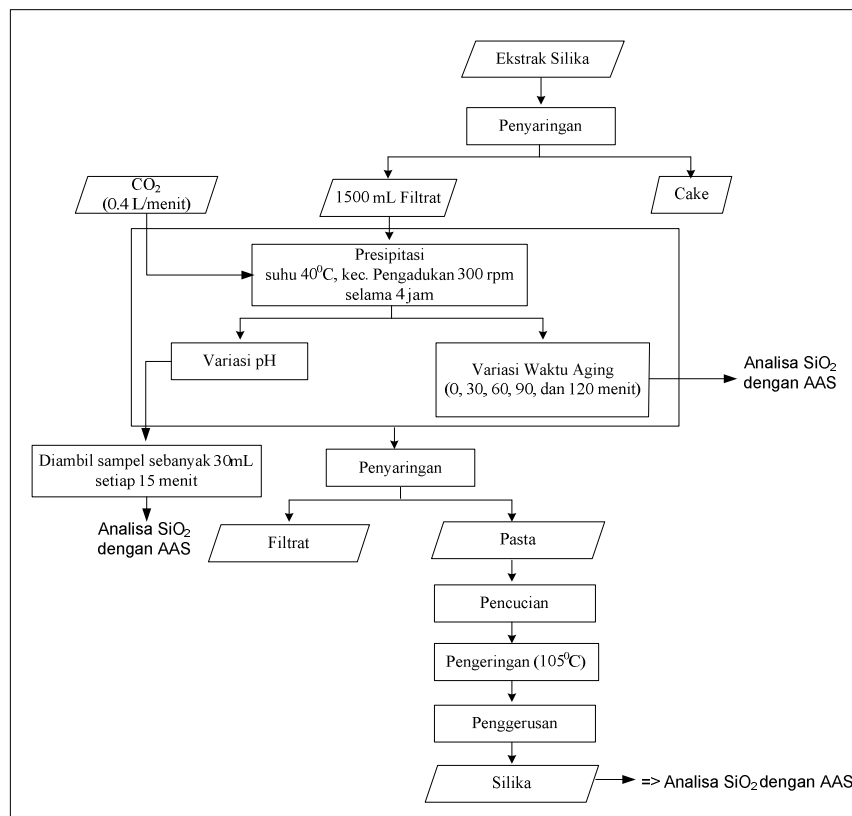 Ekstrak Silika
Penyaringan
CO₂
(0.4 L/menit)
1500 mL Filtrat
Cake
Presipitasi
suhu 40⁰C, kec. Pengadukan 300 rpm
selama 4 jam
Variasi pH
Variasi Waktu Aging
(0, 30, 60, 90, dan 120 menit)
Analisa SiO₂
dengan AAS
Diambil sampel sebanyak 30mL
setiap 15 menit
Penyaringan
Analisa SiO₂
dengan AAS
Filtrat
Pasta
Pencucian
Pengeringan (105⁰C)
Penggerusan
Silika
=> Analisa SiO₂ dengan AAS